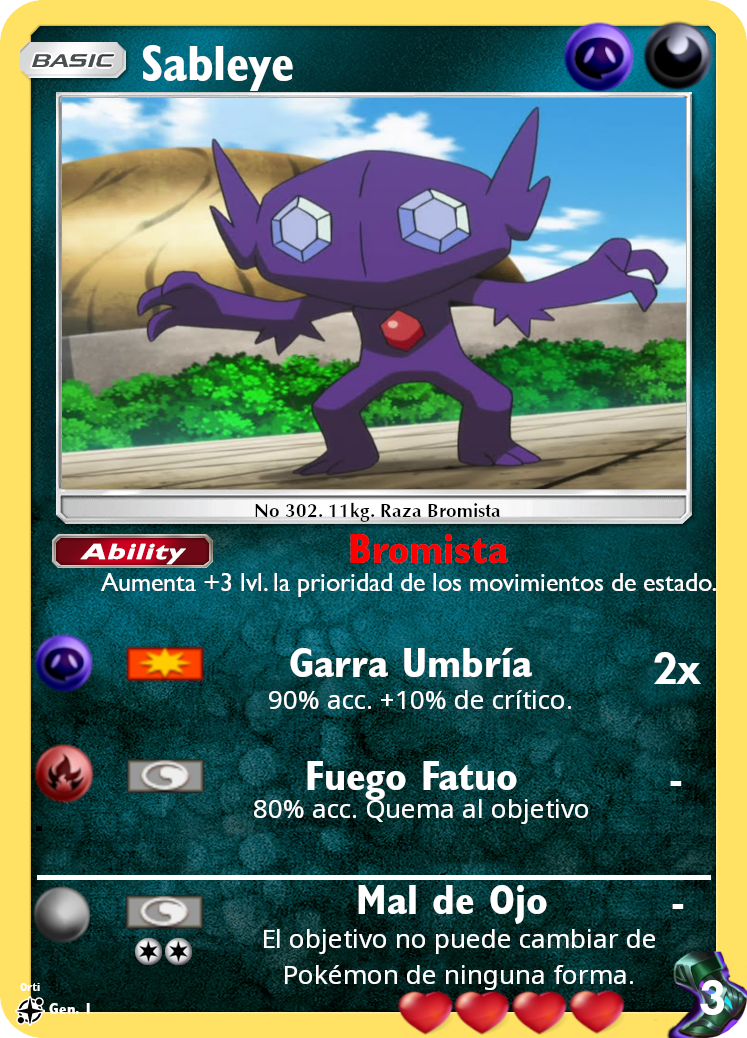 BASIC Sableye
No 302. 11kg. Raza Bromista
Ability Bromista
Aumenta +3 lvl. la prioridad de los movimientos de estado.
Garra Umbría 2x
90% acc. +10% de crítico.
Fuego Fatuo -
80% acc. Quema al objetivo
Mal de Ojo -
El objetivo no puede cambiar de
Pokémon de ninguna forma.
3
Orti
Gen. 1